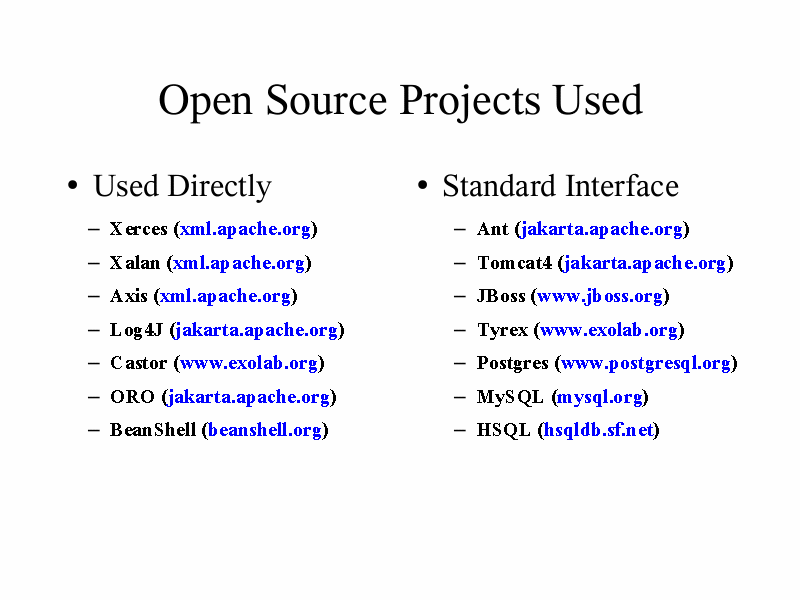 Open Source Projects Used
• Used Directly
– Xerces (xml.apache.org)
– Xalan (xml.apache.org)
– Axis (xml.apache.org)
– Log4J (jakarta.apache.org)
– Castor (www.exolab.org)
– ORO (jakarta.apache.org)
– BeanShell (beanshell.org)
• Standard Interface
– Ant (jakarta.apache.org)
– Tomcat4 (jakarta.apache.org)
– JBoss (www.jboss.org)
– Tyrex (www.exolab.org)
– Postgres (www.postgresql.org)
– MySQL (mysql.org)
– HSQL (hsqldb.sf.net)